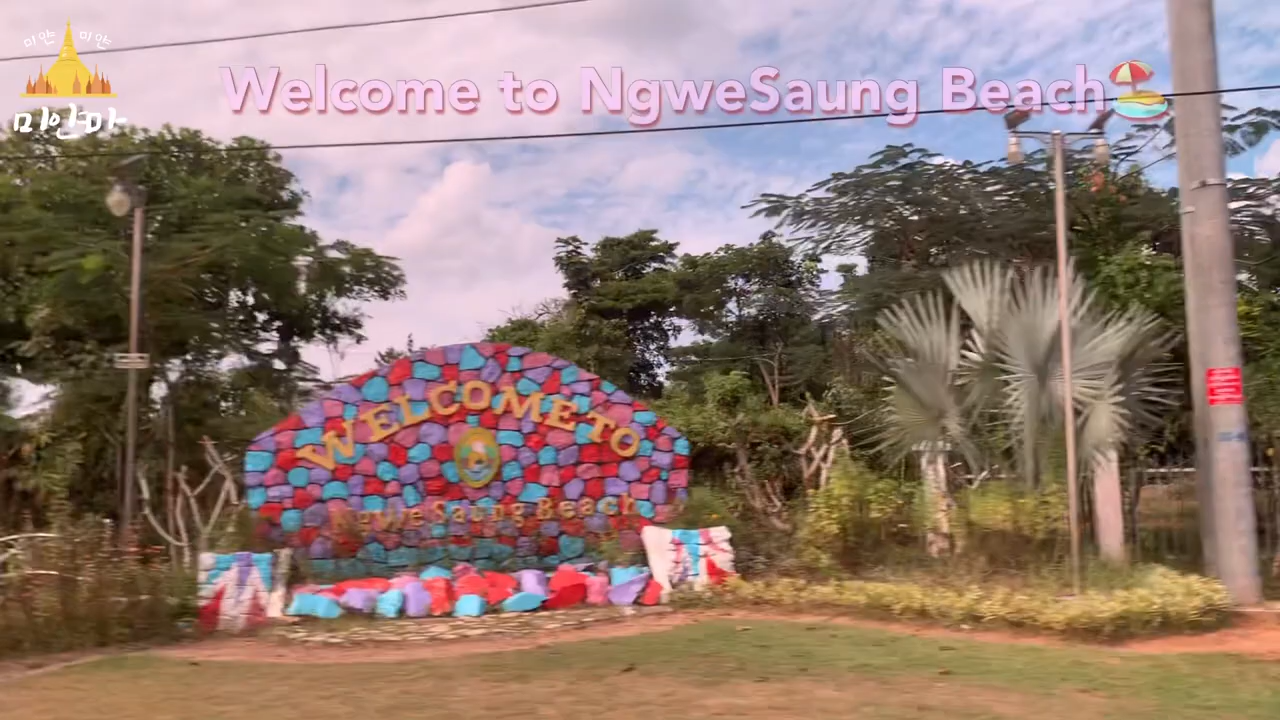 미얀 미얀
미얀마
Welcome to NgweSaung Beach
WELCOME TO
NgweSaung Beach